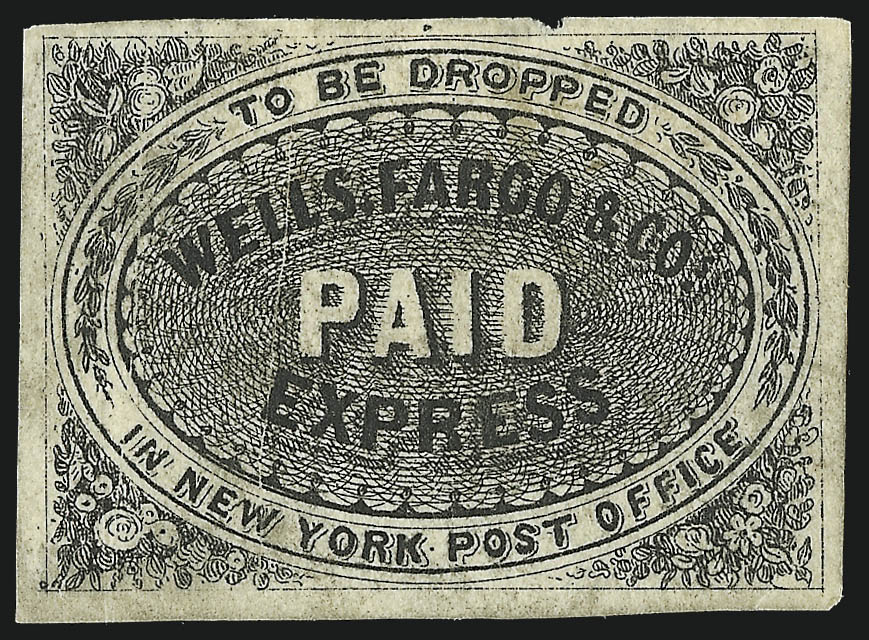 TO BE DROPPED
WELLS, FARGO & CO'S
PAID
EXPRESS
IN NEW YORK POST OFFICE